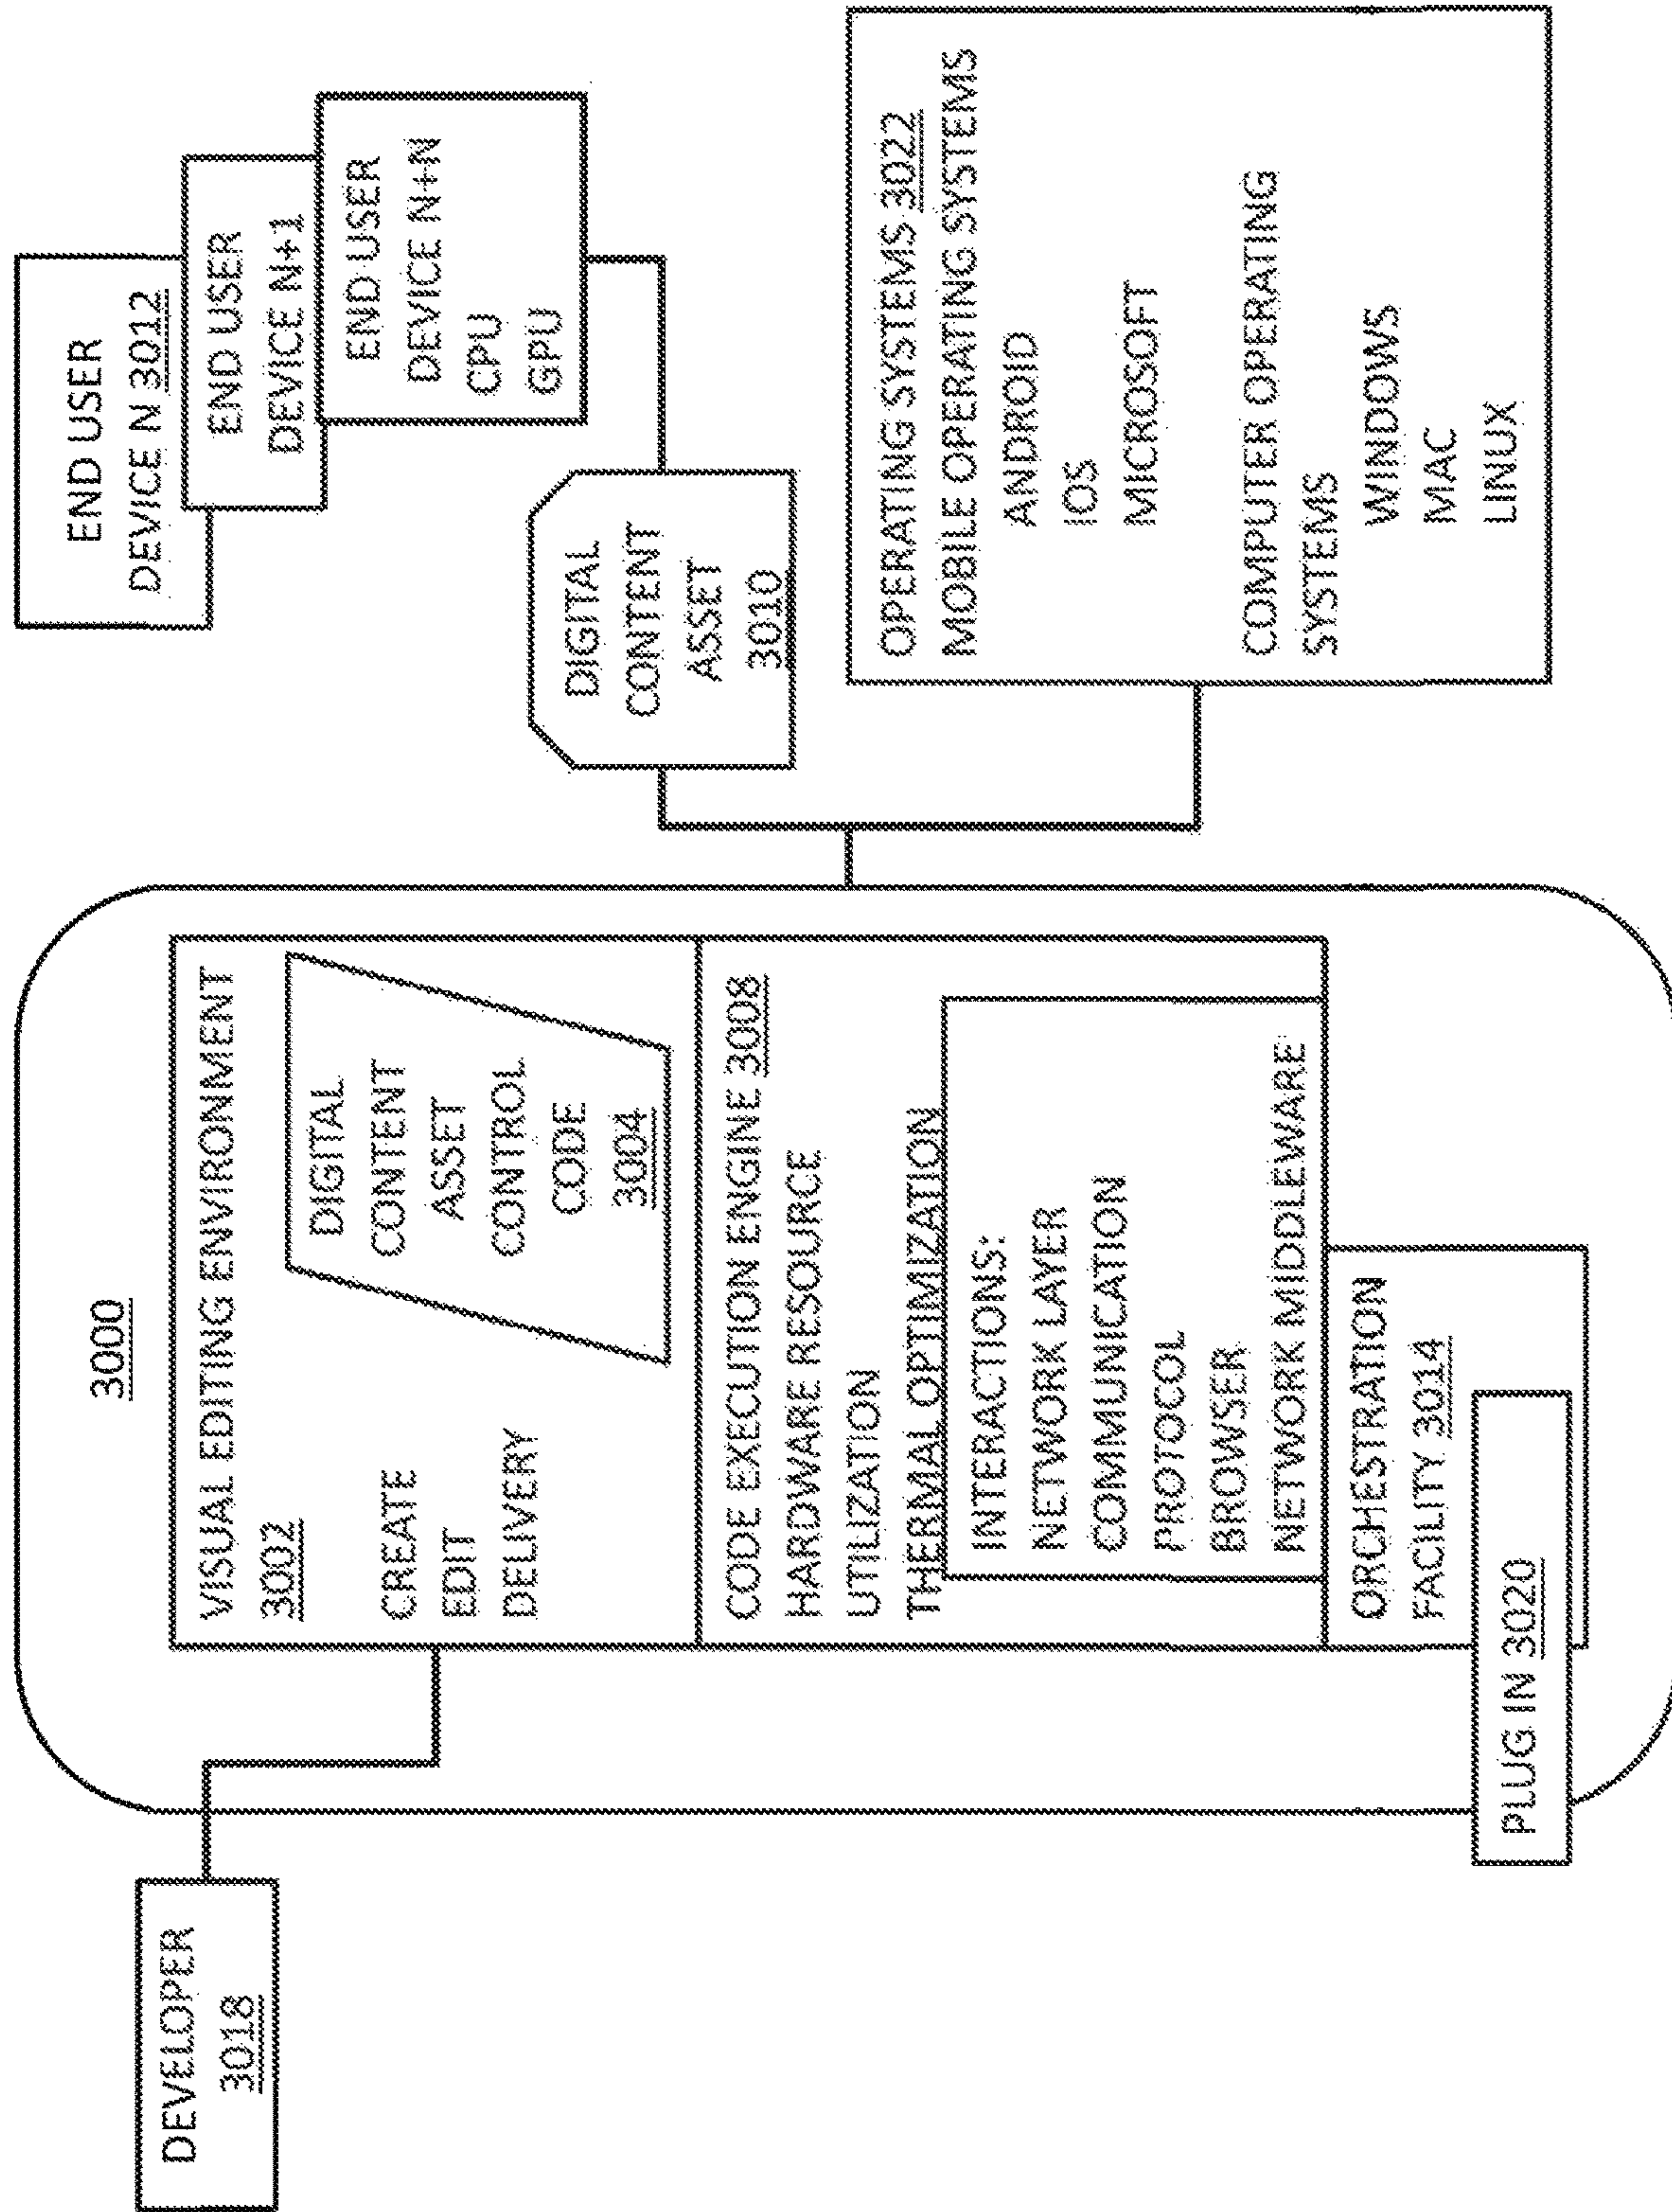 3000
DEVELOPER
3018
VISUAL EDITING ENVIRONMENT
3002
CREATE
EDIT
DELIVERY
DIGITAL
CONTENT
ASSET
CONTROL
CODE
3004
CODE EXECUTION ENGINE 3008
HARDWARE RESOURCE
UTILIZATION
THERMAL OPTIMIZATION
INTERACTIONS:
NETWORK LAYER
COMMUNICATION
PROTOCOL
BROWSER
NETWORK MIDDLEWARE
ORCHESTRATION
FACILITY 3014
PLUG IN 3020
DIGITAL
CONTENT
ASSET
3010
END USER
DEVICE N 3012
END USER
DEVICE N+1
END USER
DEVICE N+N
CPU
GPU
OPERATING SYSTEMS 3022
MOBILE OPERATING SYSTEMS
ANDROID
IOS
MICROSOFT
COMPUTER OPERATING
SYSTEMS
WINDOWS
MAC
LINUX